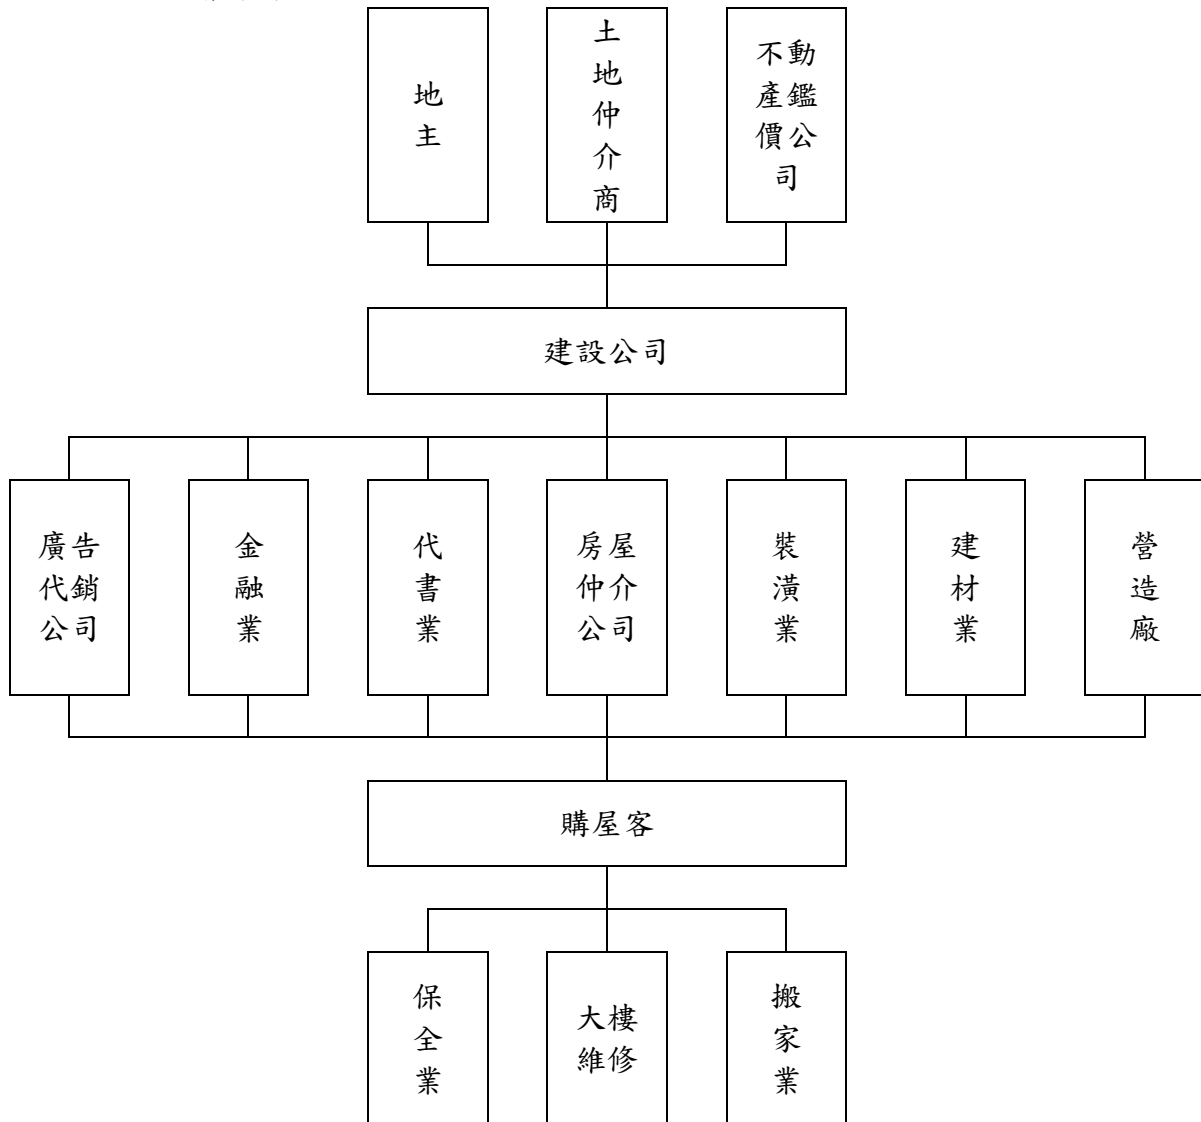 地
主
土
地
仲
介
商
不動
產鑑
價公
司
建設公司
廣告
代銷
公司
金
融
業
代
書
業
房屋
仲介
公司
裝
潢
業
建
材
業
營
造
廠
購屋客
保
全
業
大樓
維修
搬
家
業